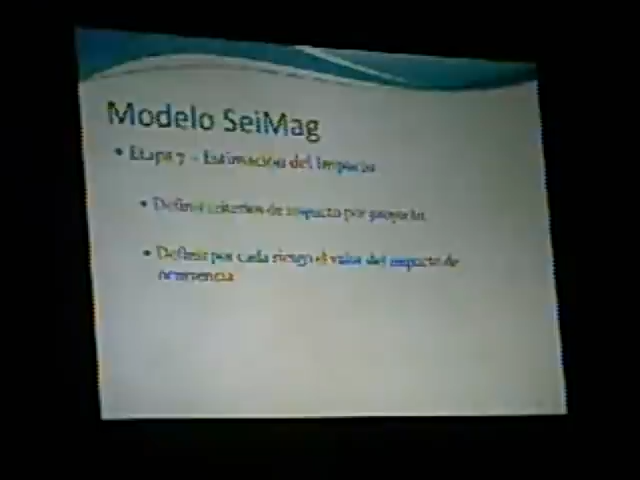 Modelo SeiMag
• Etapa 7 - Estimación del Impacto
• Definir criterios de impacto por proyecto
• Definir por cada riesgo el valor del impacto de
ocurrencia